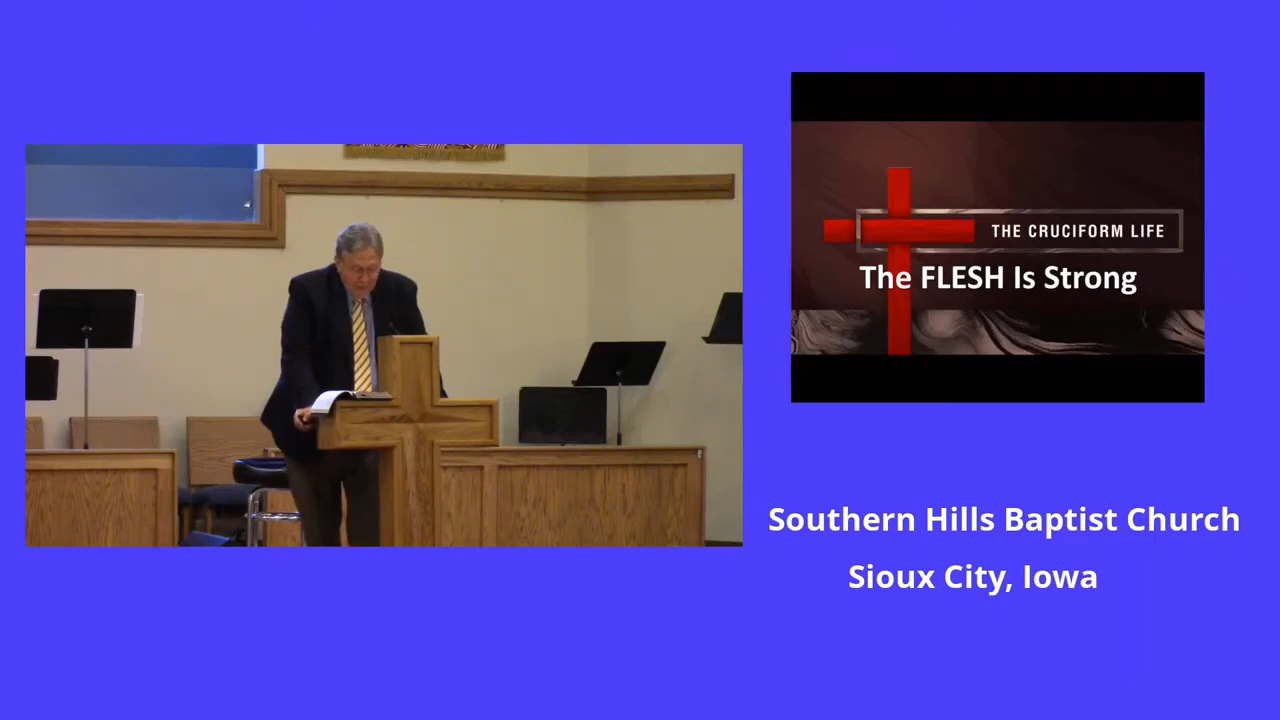 THE CRUCIFORM LIFE
The FLESH Is Strong
Southern Hills Baptist Church
Sioux City, Iowa